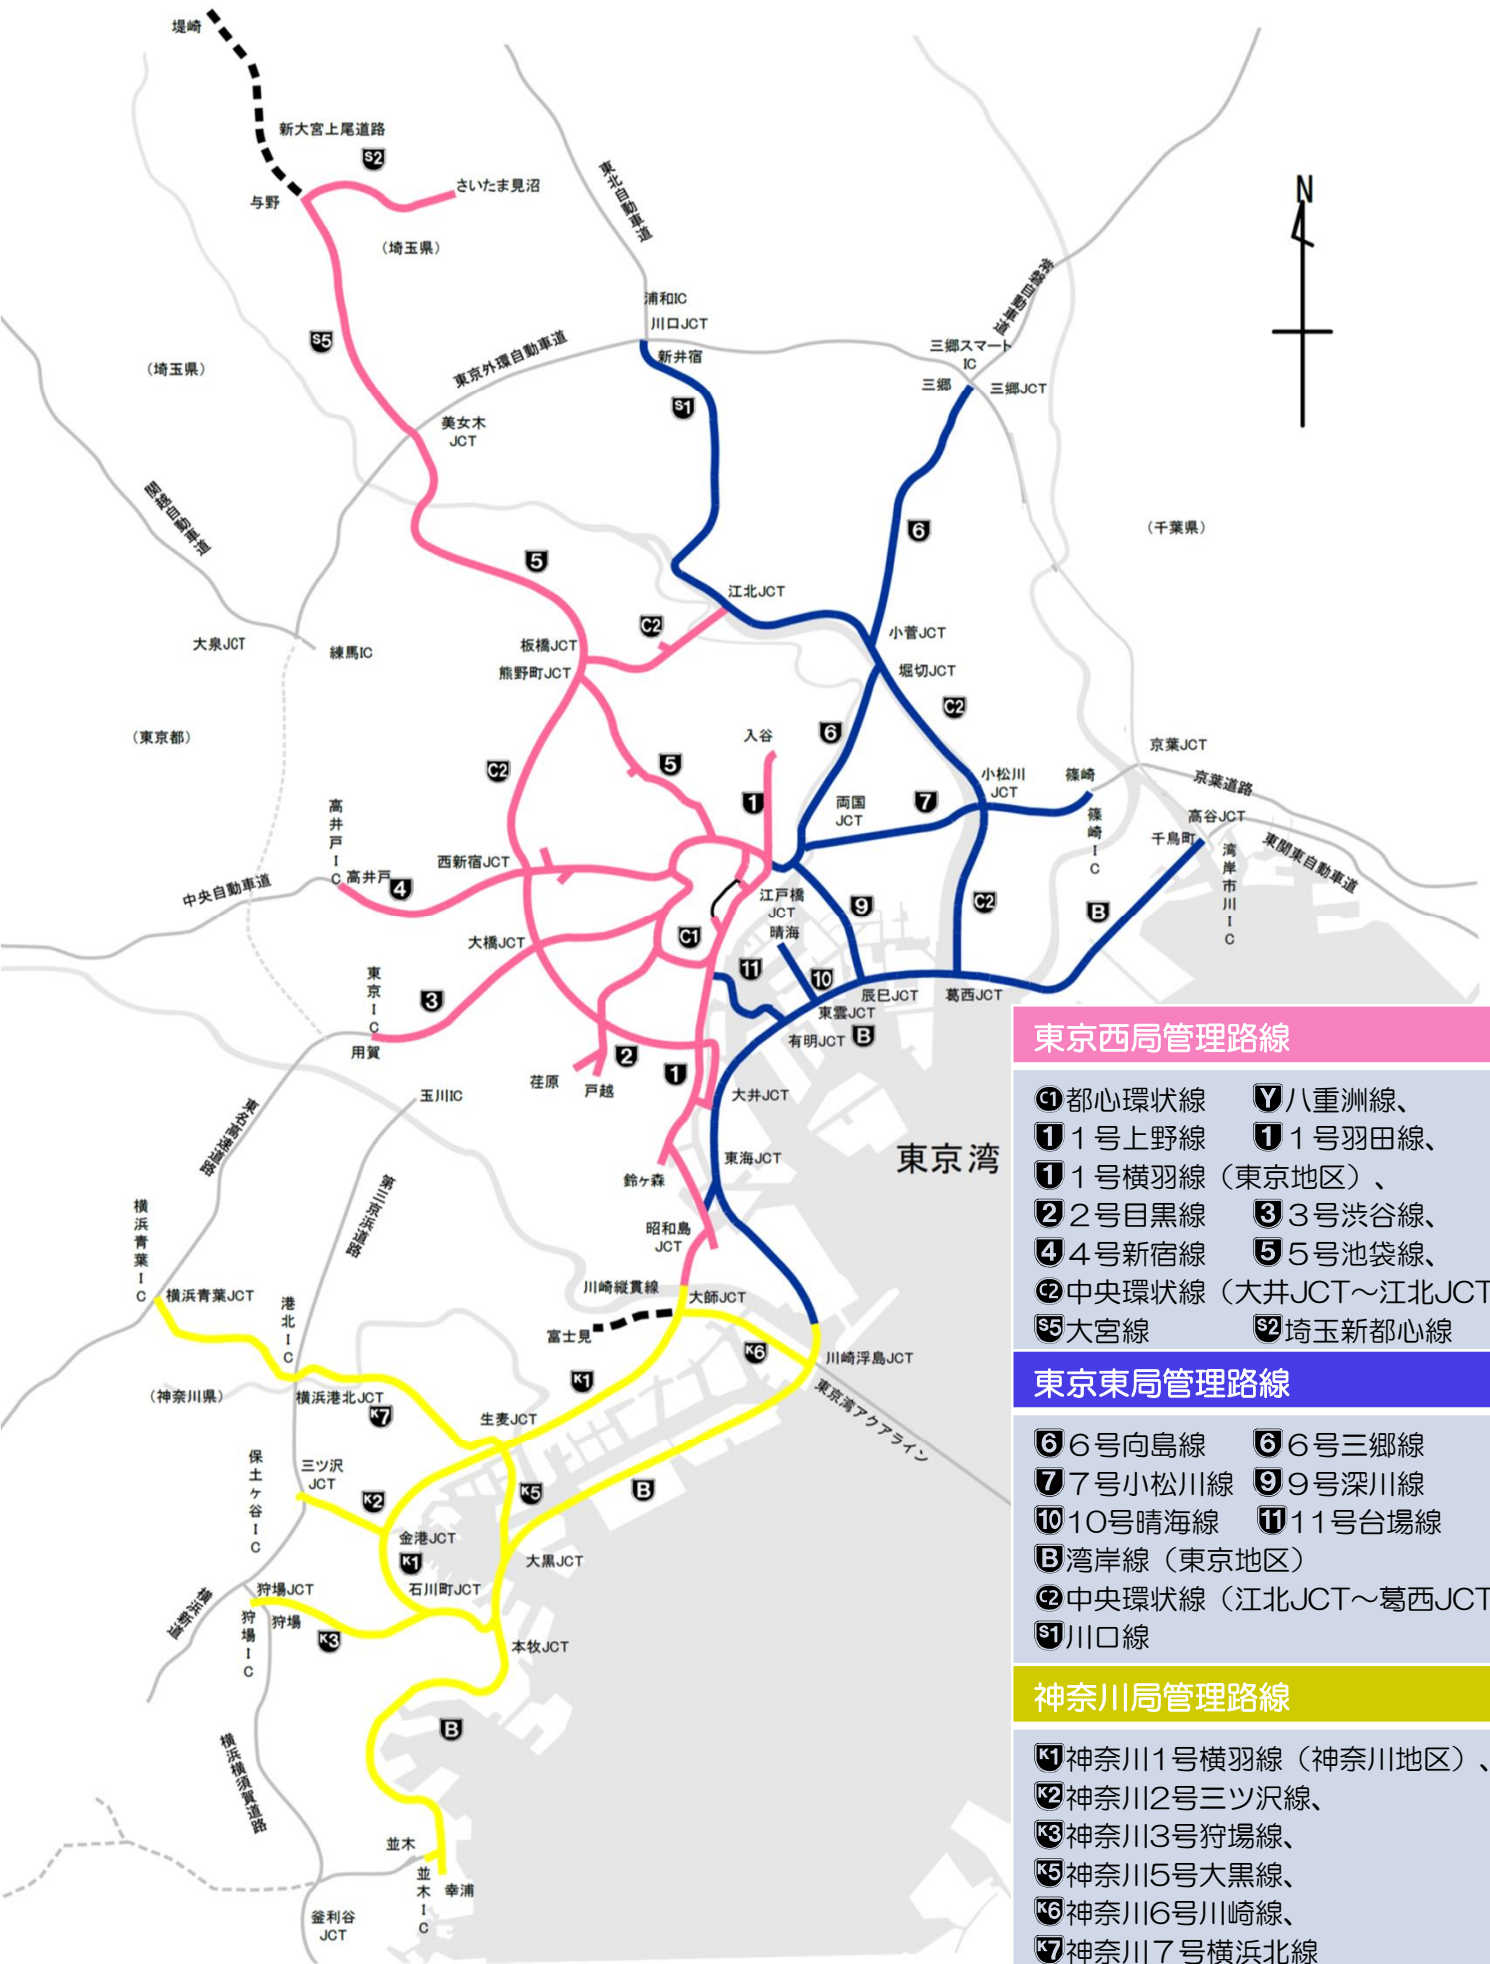 堤崎
新大宮上尾道路
S2
さいたま見沼
与野
(埼玉県)
東北自動車道
N
常磐自動車道
浦和IC
川口JCT
新井宿
S5
(埼玉県)
東京外環自動車道
三郷スマート
IC
三郷
三郷JCT
S1
美女木
JCT
関越自動車道
6
(千葉県)
5
江北JCT
C2
小菅JCT
大泉JCT
練馬IC
板橋JCT
熊野町JCT
堀切JCT
C2
(東京都)
入谷
6
京葉JCT
C2
5
小松川
JCT
篠崎
京葉道路
高井戸IC
1
両国
JCT
7
篠崎IC
高谷JCT
千鳥町
東関東自動車道
湾岸市川IC
西新宿JCT
中央自動車道
高井戸
4
江戸橋
JCT
9
C2
B
晴海
大橋JCT
C1
東京IC
11
10
3
辰巳JCT
葛西JCT
東雲JCT
有明JCT
B
用賀
2
1
荏原
戸越
大井JCT
玉川IC
東名高速道路
東海JCT
東京湾
鈴ヶ森
第三京浜道路
横浜青葉IC
昭和島
JCT
川崎縦貫線
大師JCT
横浜青葉JCT
港北IC
富士見
K6
川崎浮島JCT
K1
東京湾アクアライン
(神奈川県)
横浜港北JCT
K7
生麦JCT
保土ヶ谷IC
三ツ沢
JCT
K2
K5
B
金港JCT
K1
大黒JCT
石川町JCT
横浜新道
狩場JCT
狩場
狩場IC
K3
本牧JCT
B
横浜横須賀道路
並木
並木IC
幸浦
釜利谷
JCT
東京西局管理路線
C1都心環状線 Y八重洲線、
1 1号上野線 1 1号羽田線、
1 1号横羽線(東京地区)、
2 2号目黒線 3 3号渋谷線、
4 4号新宿線 5 5号池袋線、
C2中央環状線(大井JCT～江北JCT
S5大宮線 S2埼玉新都心線
東京東局管理路線
6 6号向島線 6 6号三郷線
7 7号小松川線 9 9号深川線
10 10号晴海線 11 11号台場線
B湾岸線(東京地区)
C2中央環状線(江北JCT～葛西JCT
S1川口線
神奈川局管理路線
K1神奈川1号横羽線(神奈川地区)、
K2神奈川2号三ツ沢線、
K3神奈川3号狩場線、
K5神奈川5号大黒線、
K6神奈川6号川崎線、
K7神奈川7号横浜北線